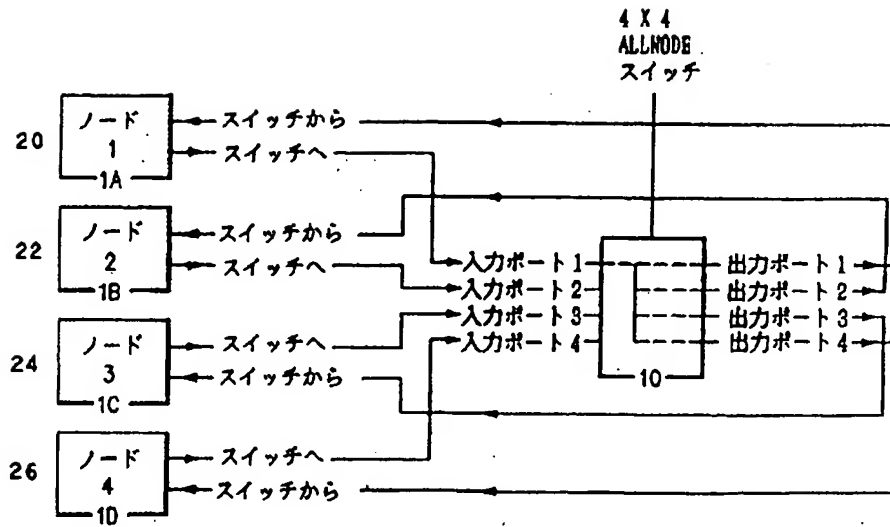 4 X 4
ALLNODE
スイッチ
20
ノード
1
1A
スイッチから
スイッチへ
22
ノード
2
1B
スイッチから
スイッチへ
24
ノード
3
1C
スイッチへ
スイッチから
26
ノード
4
1D
スイッチへ
スイッチから
入力ポート1
入力ポート2
入力ポート3
入力ポート4
10
出力ポート1
出力ポート2
出力ポート3
出力ポート4